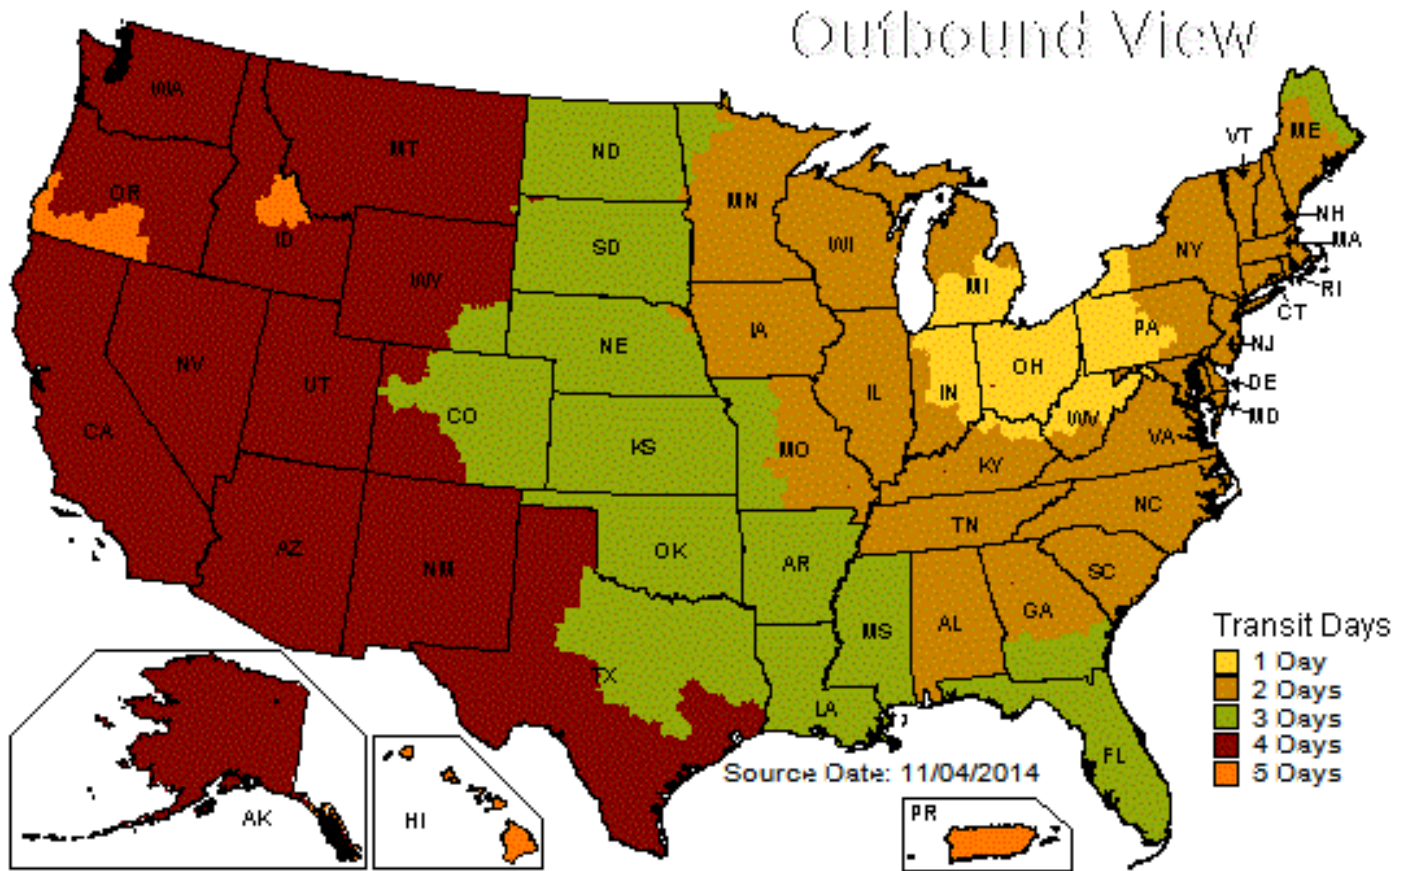 Outbound View
WA
MT
ND
MN
VT
ME
OR
ID
SD
WI
NY
NH
MA
WY
MI
RI
CT
NV
UT
NE
IA
PA
NJ
CA
CO
KS
MO
IL
IN
OH
WV
DE
MD
VA
KY
AZ
NM
OK
AR
TN
NC
SC
TX
LA
MS
AL
GA
FL
AK
HI
PR
Transit Days
1 Day
2 Days
3 Days
4 Days
5 Days
Source Date: 11/04/2014